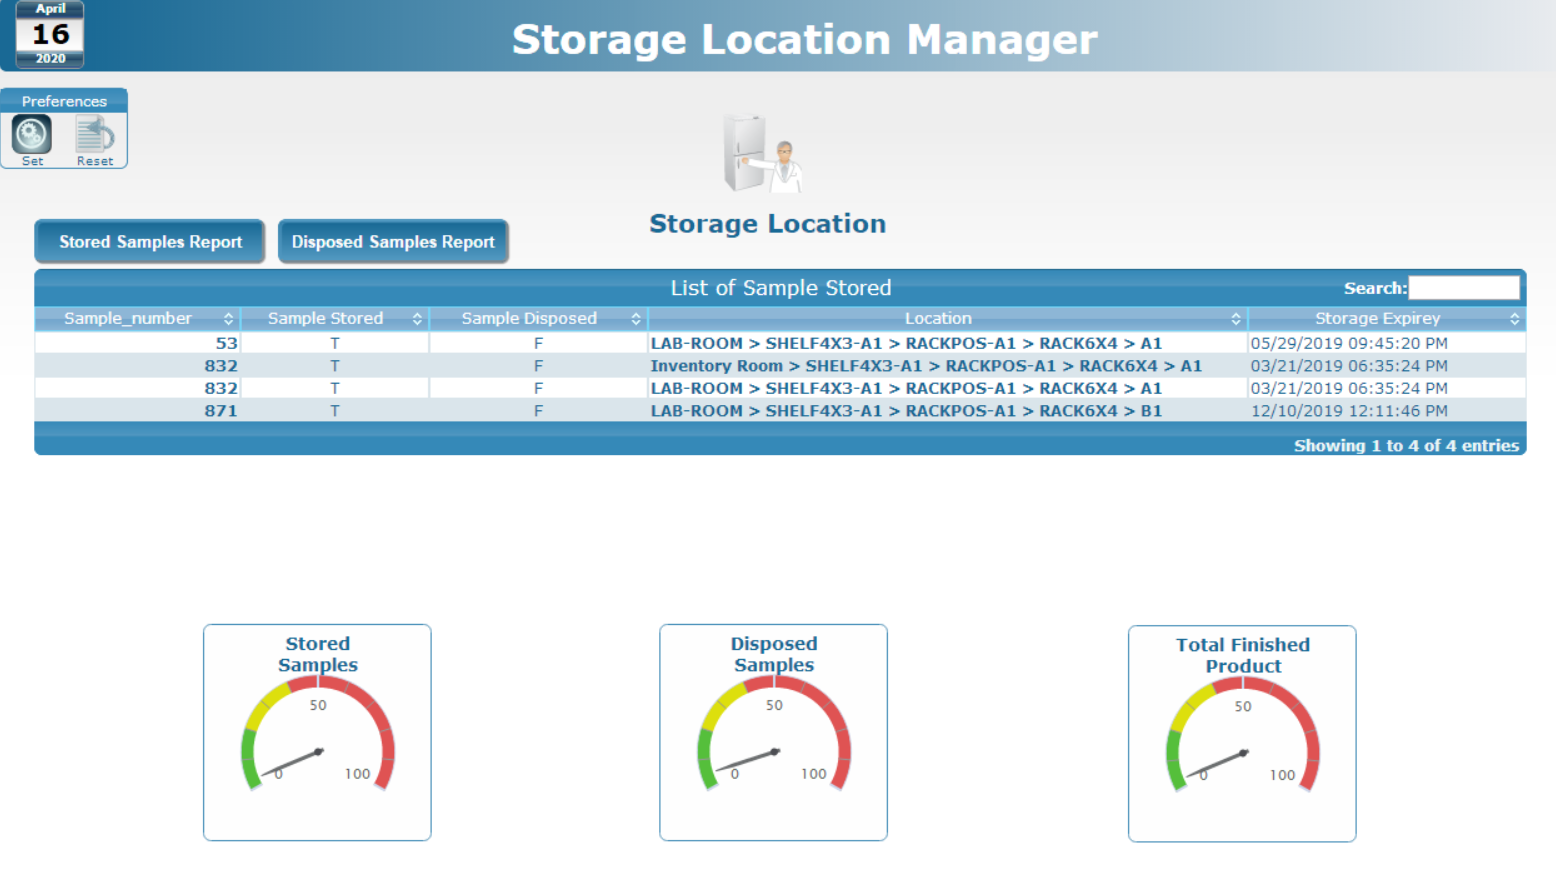 April
16
2020
Storage Location Manager
Preferences
Set Reset
Storage Location
Stored Samples Report Disposed Samples Report
List of Sample Stored Search:
Sample_number Sample Stored Sample Disposed Location Storage Expirey
53 T F LAB-ROOM > SHELF4X3-A1 > RACKPOS-A1 > RACK6X4 > A1 05/29/2019 09:45:20 PM
832 T F Inventory Room > SHELF4X3-A1 > RACKPOS-A1 > RACK6X4 > A1 03/21/2019 06:35:24 PM
832 T F LAB-ROOM > SHELF4X3-A1 > RACKPOS-A1 > RACK6X4 > A1 03/21/2019 06:35:24 PM
871 T F LAB-ROOM > SHELF4X3-A1 > RACKPOS-A1 > RACK6X4 > B1 12/10/2019 12:11:46 PM
Showing 1 to 4 of 4 entries
Stored
Samples
50
0 100
Disposed
Samples
50
0 100
Total Finished
Product
50
0 100